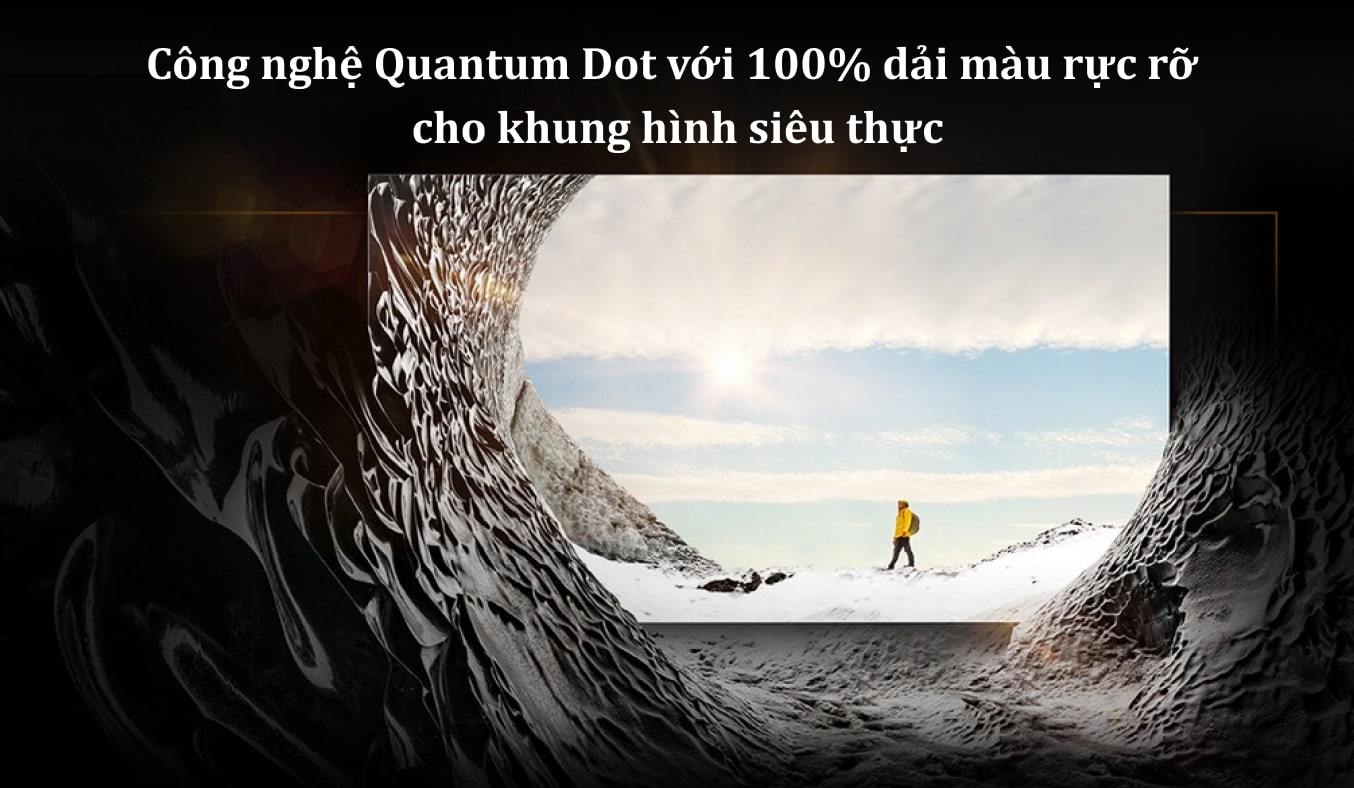 Công nghệ Quantum Dot với 100% dải màu rực rỡ
cho khung hình siêu thực